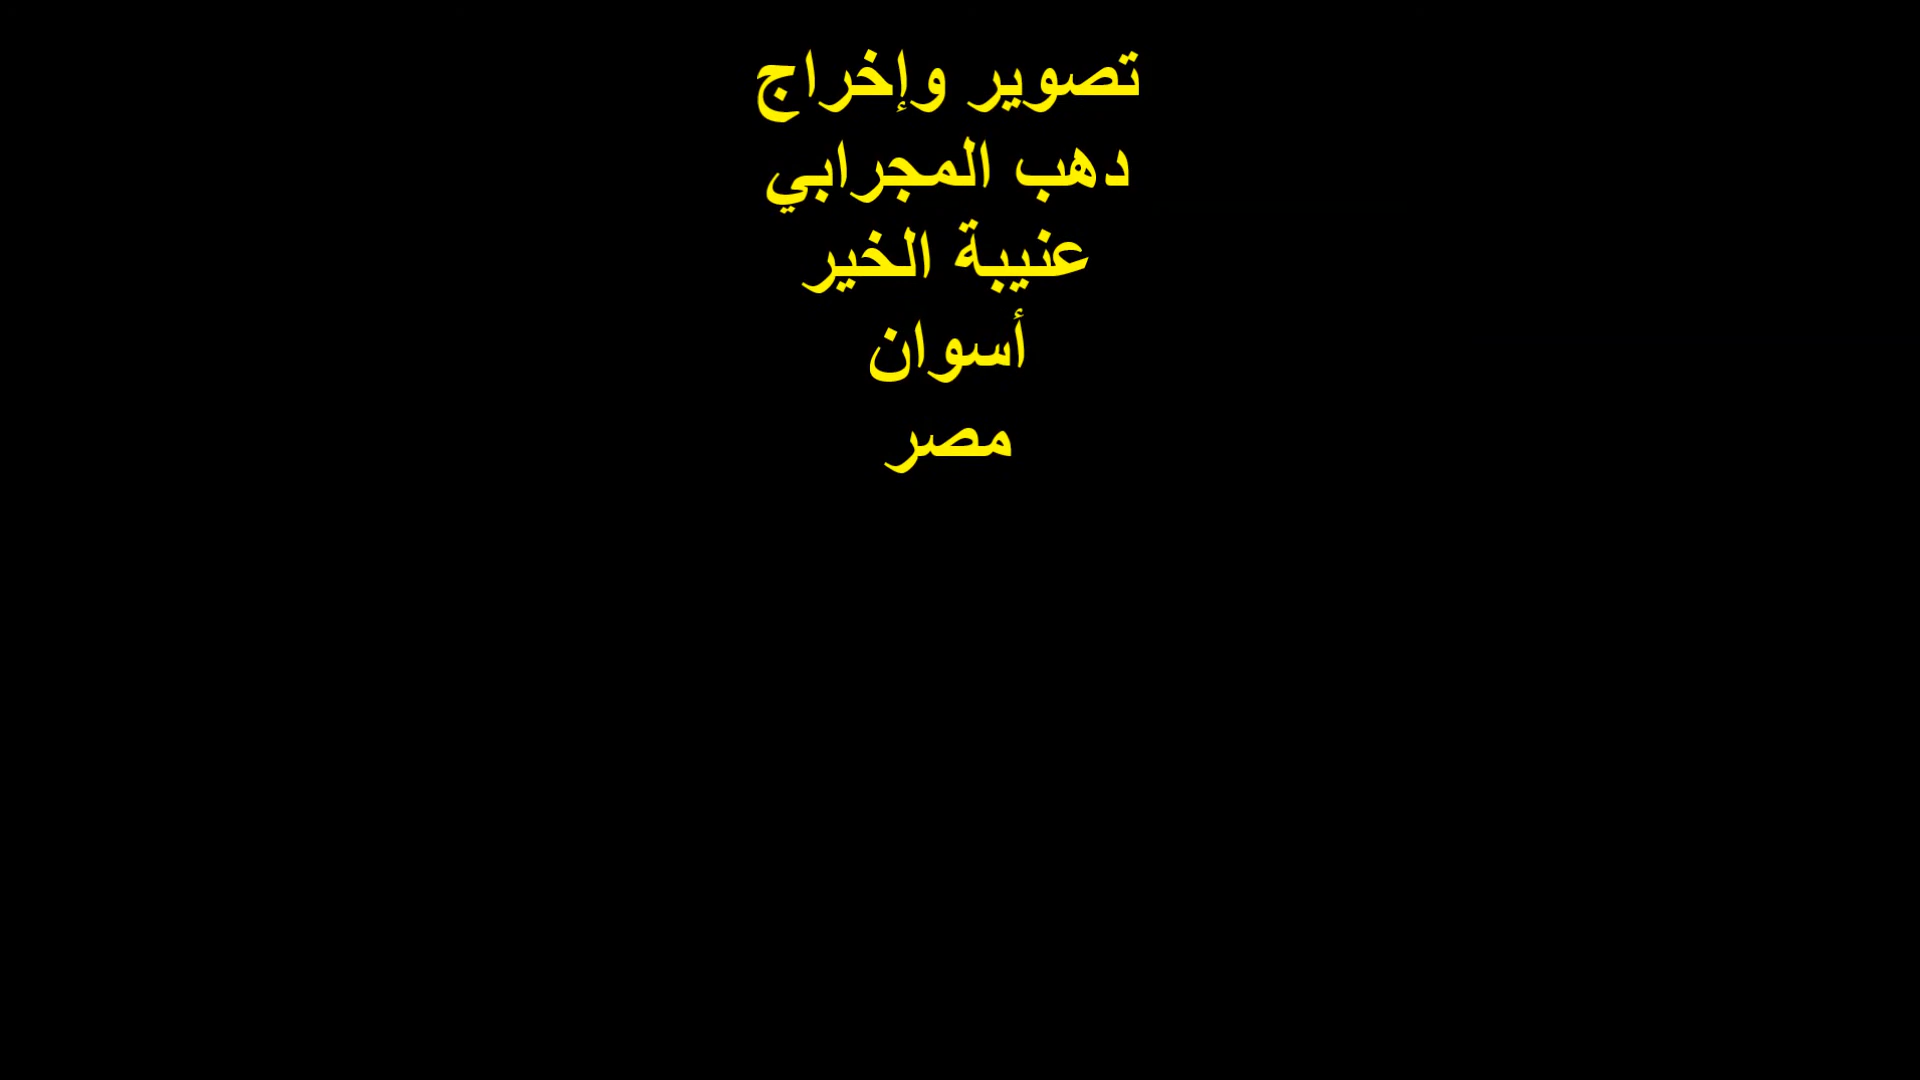 تصوير وإخراج
دهب المجرابي
عنيبة الخير
أسوان
مصر